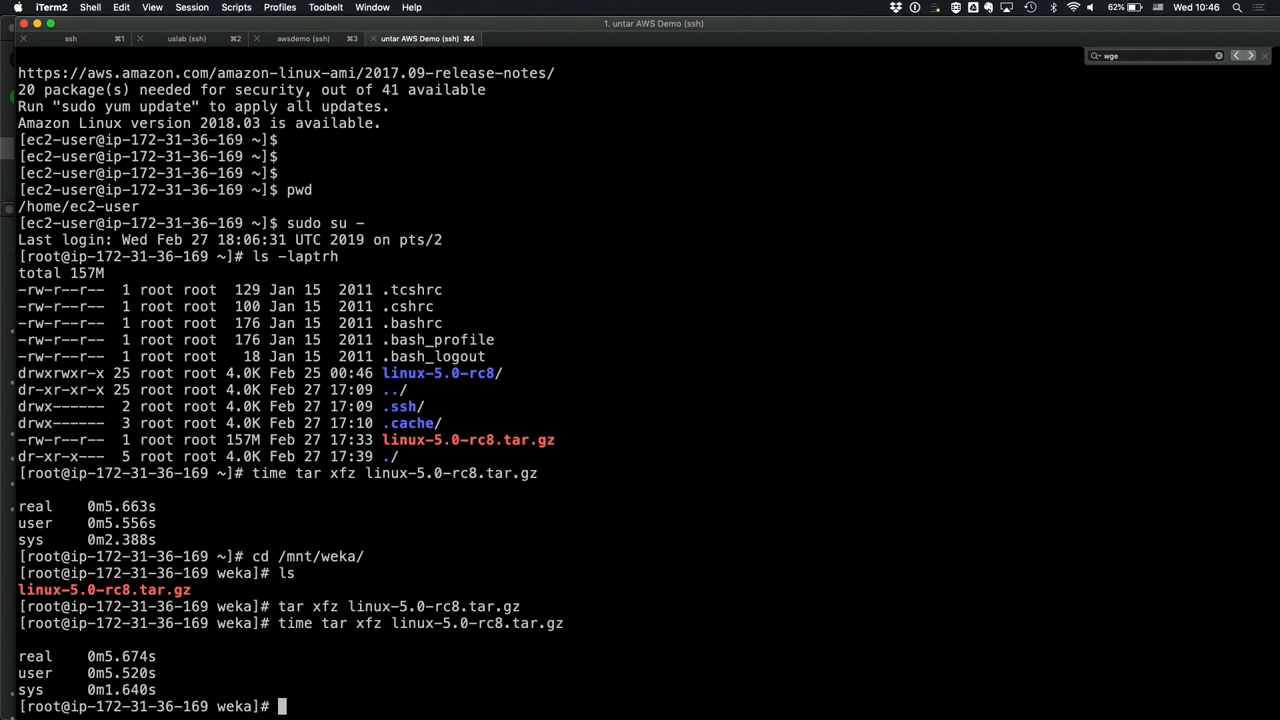 iTerm2 Shell Edit View Session Scripts Profiles Toolbelt Window Help 62% Wed 10:46
1. untar AWS Demo (ssh)
ssh ⌘1 uslab (ssh) ⌘2 awsdemo (ssh) ⌘3 untar AWS Demo (ssh) ⌘4
wge
https://aws.amazon.com/amazon-linux-ami/2017.09-release-notes/
20 package(s) needed for security, out of 41 available
Run "sudo yum update" to apply all updates.
Amazon Linux version 2018.03 is available.
[ec2-user@ip-172-31-36-169 ~]$
[ec2-user@ip-172-31-36-169 ~]$
[ec2-user@ip-172-31-36-169 ~]$
[ec2-user@ip-172-31-36-169 ~]$ pwd
/home/ec2-user
[ec2-user@ip-172-31-36-169 ~]$ sudo su -
Last login: Wed Feb 27 18:06:31 UTC 2019 on pts/2
[root@ip-172-31-36-169 ~]# ls -laptrh
total 157M
-rw-r--r-- 1 root root 129 Jan 15 2011 .tcshrc
-rw-r--r-- 1 root root 100 Jan 15 2011 .cshrc
-rw-r--r-- 1 root root 176 Jan 15 2011 .bashrc
-rw-r--r-- 1 root root 176 Jan 15 2011 .bash_profile
-rw-r--r-- 1 root root 18 Jan 15 2011 .bash_logout
drwxrwxr-x 25 root root 4.0K Feb 25 00:46 linux-5.0-rc8/
dr-xr-xr-x 25 root root 4.0K Feb 27 17:09 ../
drwx------ 2 root root 4.0K Feb 27 17:09 .ssh/
drwx------ 3 root root 4.0K Feb 27 17:10 .cache/
-rw-r--r-- 1 root root 157M Feb 27 17:33 linux-5.0-rc8.tar.gz
dr-xr-x--- 5 root root 4.0K Feb 27 17:39 ./
[root@ip-172-31-36-169 ~]# time tar xfz linux-5.0-rc8.tar.gz
real 0m5.663s
user 0m5.556s
sys 0m2.388s
[root@ip-172-31-36-169 ~]# cd /mnt/weka/
[root@ip-172-31-36-169 weka]# ls
linux-5.0-rc8.tar.gz
[root@ip-172-31-36-169 weka]# tar xfz linux-5.0-rc8.tar.gz
[root@ip-172-31-36-169 weka]# time tar xfz linux-5.0-rc8.tar.gz
real 0m5.674s
user 0m5.520s
sys 0m1.640s
[root@ip-172-31-36-169 weka]#